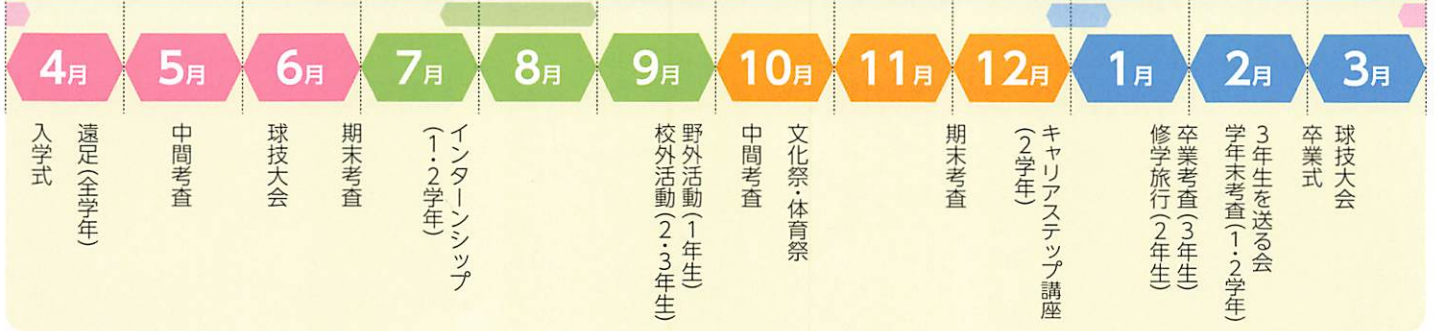 4月
5月
6月
7月
8月
9月
10月
11月
12月
1月
2月
3月
入学式
遠足(全学年)
中間考査
球技大会
期末考査
インターンシップ
(1・2学年)
野外活動(1年生)
校外活動(2・3年生)
中間考査
文化祭・体育祭
期末考査
キャリアステップ講座
(2学年)
卒業考査(3年生)
修学旅行(2年生)
3年生を送る会
学年末考査(1・2学年)
球技大会
卒業式